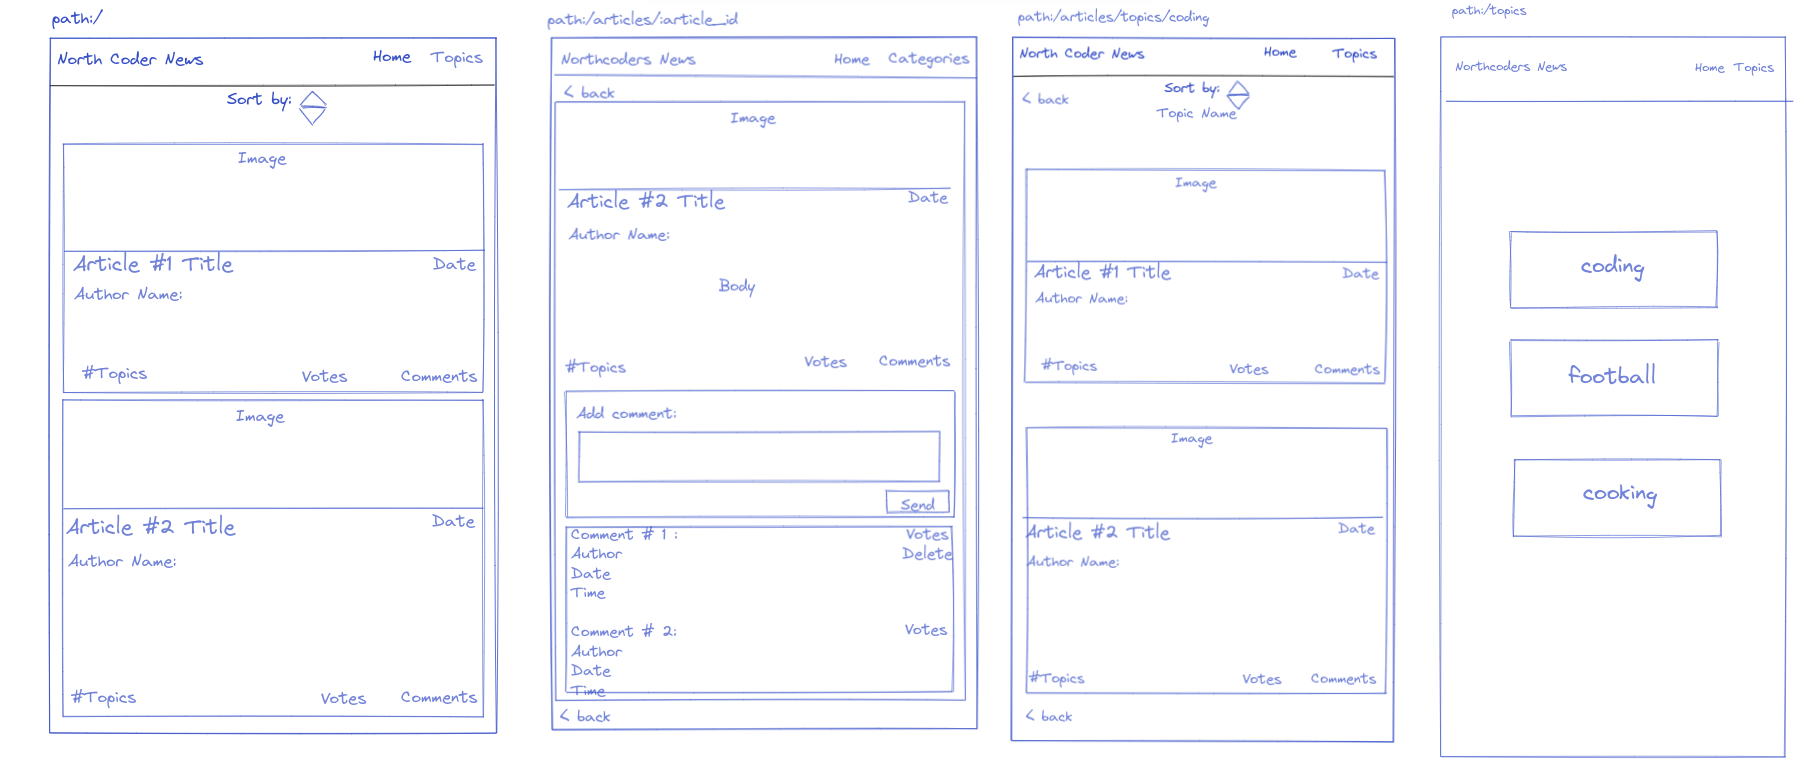 path:/
North Coder News Home Topics
Sort by:
Image
Article #1 Title Date
Author Name:
#Topics Votes Comments
Image
Article #2 Title Date
Author Name:
#Topics Votes Comments
path:/articles/:article_id
Northcoders News Home Categories
< back
Image
Article #2 Title Date
Author Name:
Body
#Topics Votes Comments
Add comment:
Send
Comment # 1 : Votes
Author Delete
Date
Time
Comment # 2: Votes
Author
Date
Time
< back
path:/articles/topics/coding
North Coder News Home Topics
Sort by:
< back
Topic Name
Image
Article #1 Title Date
Author Name:
#Topics Votes Comments
Image
Article #2 Title Date
Author Name:
#Topics Votes Comments
< back
path:/topics
Northcoders News Home Topics
coding
football
cooking